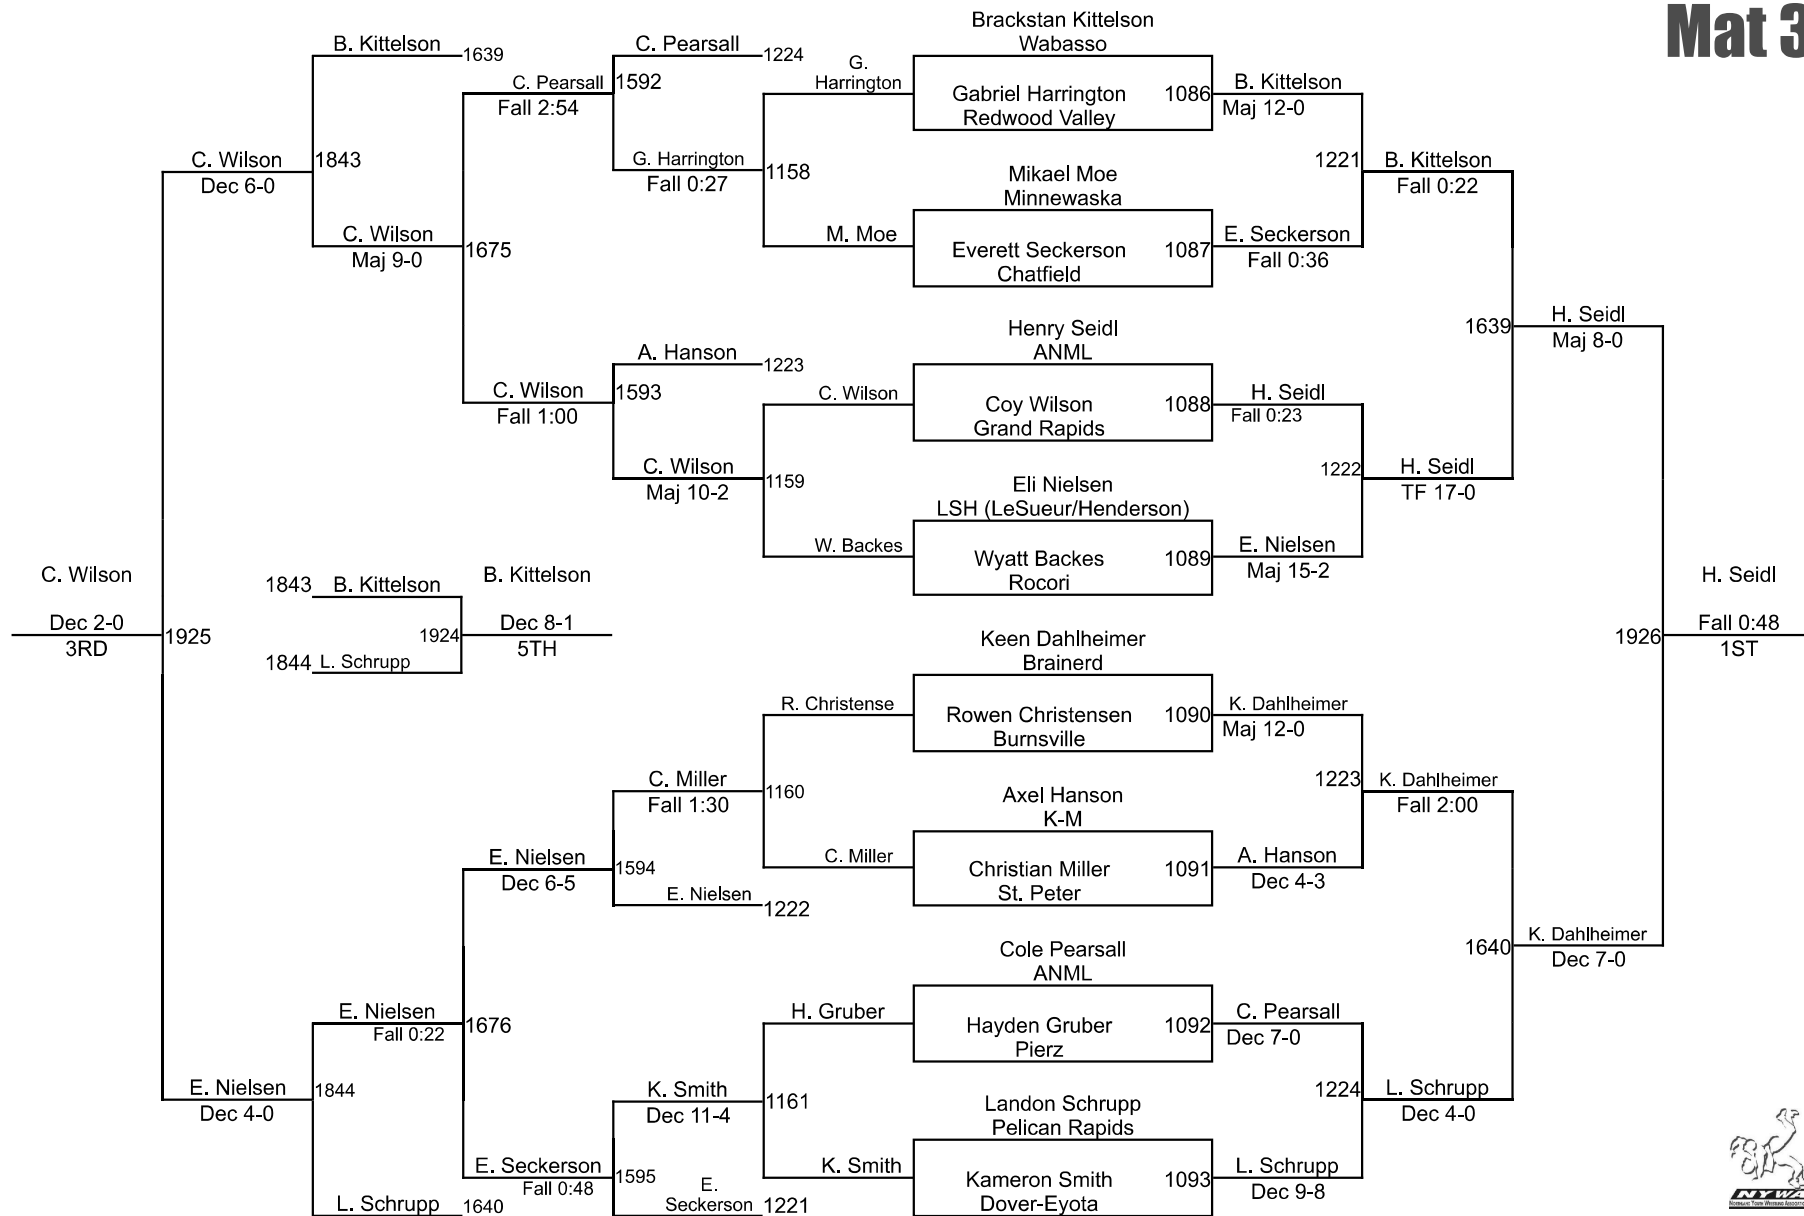 Mat 3
Brackstan Kittelson
Wabasso
Gabriel Harrington
Redwood Valley
1086
Mikael Moe
Minnewaska
Everett Seckerson
Chatfield
1087
Henry Seidl
ANML
Coy Wilson
Grand Rapids
1088
Eli Nielsen
LSH (LeSueur/Henderson)
Wyatt Backes
Rocori
1089
Keen Dahlheimer
Brainerd
Rowen Christensen
Burnsville
1090
Axel Hanson
K-M
Christian Miller
St. Peter
1091
Cole Pearsall
ANML
Hayden Gruber
Pierz
1092
Landon Schrupp
Pelican Rapids
Kameron Smith
Dover-Eyota
1093
B. Kittelson
Maj 12-0
1221
E. Seckerson
Fall 0:36
H. Seidl
Fall 0:23
1222
E. Nielsen
Maj 15-2
K. Dahlheimer
Maj 12-0
1223
A. Hanson
Dec 4-3
C. Pearsall
Dec 7-0
1224
L. Schrupp
Dec 9-8
B. Kittelson
Fall 0:22
1639
H. Seidl
TF 17-0
K. Dahlheimer
Fall 2:00
1640
L. Schrupp
Dec 4-0
H. Seidl
Maj 8-0
1926
K. Dahlheimer
Dec 7-0
H. Seidl
Fall 0:48
1ST
G.
Harrington
1158
M. Moe
C. Wilson
1159
W. Backes
R. Christense
1160
C. Miller
H. Gruber
1161
K. Smith
C. Pearsall
1224
1592
G. Harrington
Fall 0:27
A. Hanson
1223
1593
C. Wilson
Maj 10-2
C. Miller
Fall 1:30
1594
E. Nielsen
1222
K. Smith
Dec 11-4
1595
E.
Seckerson
1221
C. Pearsall
Fall 2:54
1675
C. Wilson
Fall 1:00
E. Nielsen
Dec 6-5
1676
E. Seckerson
Fall 0:48
B. Kittelson
1639
1843
C. Wilson
Maj 9-0
E. Nielsen
Fall 0:22
1844
L. Schrupp
1640
C. Wilson
Dec 6-0
1925
E. Nielsen
Dec 4-0
C. Wilson
Dec 2-0
3RD
1843
B. Kittelson
1924
1844
L. Schrupp
B. Kittelson
Dec 8-1
5TH
NYWA